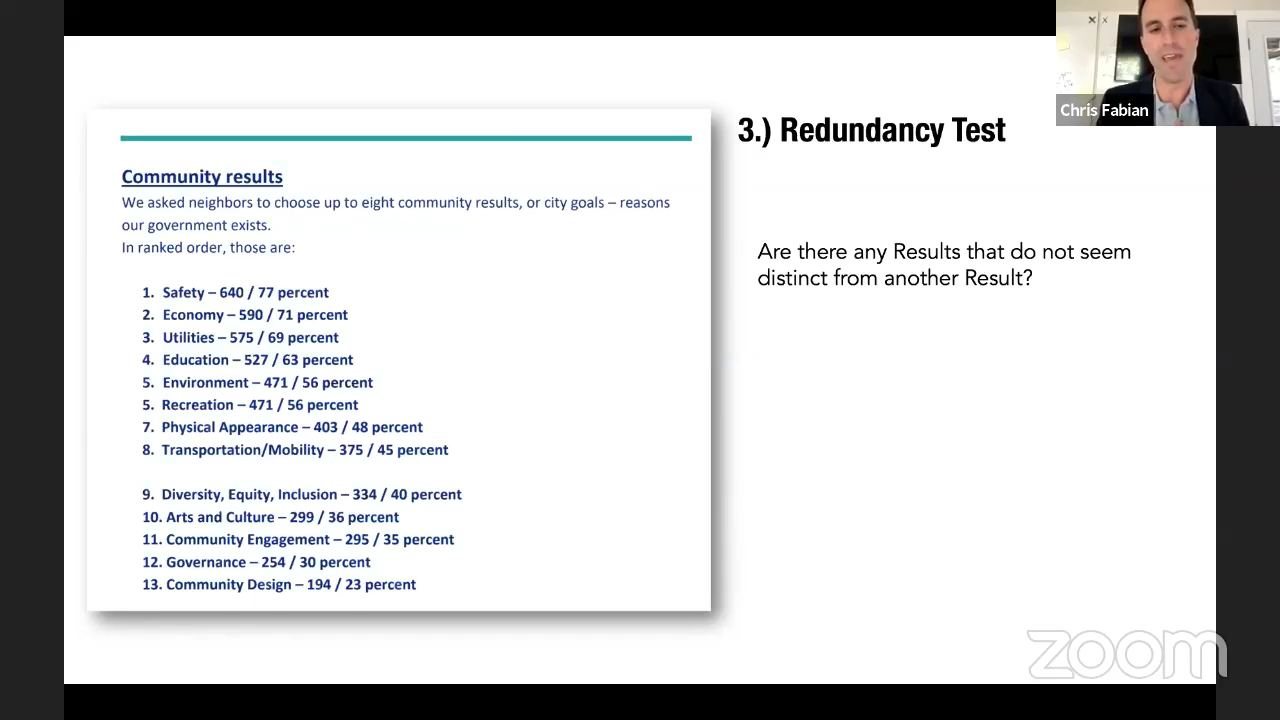 Chris Fabian
3.) Redundancy Test
Community results
We asked neighbors to choose up to eight community results, or city goals – reasons
our government exists.
In ranked order, those are:
1. Safety – 640 / 77 percent
2. Economy – 590 / 71 percent
3. Utilities – 575 / 69 percent
4. Education – 527 / 63 percent
5. Environment – 471 / 56 percent
5. Recreation – 471 / 56 percent
7. Physical Appearance – 403 / 48 percent
8. Transportation/Mobility – 375 / 45 percent
9. Diversity, Equity, Inclusion – 334 / 40 percent
10. Arts and Culture – 299 / 36 percent
11. Community Engagement – 295 / 35 percent
12. Governance – 254 / 30 percent
13. Community Design – 194 / 23 percent
Are there any Results that do not seem
distinct from another Result?
zoom